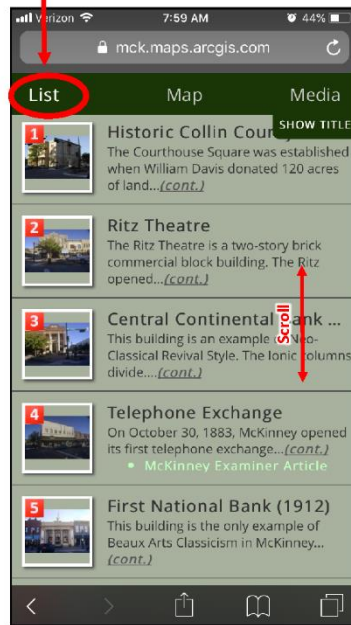 Verizon 7:59 AM 44%
mck.maps.arcgis.com
List Map Media
SHOW TITLE
1 Historic Collin Cou
The Courthouse Square was established
when William Davis donated 120 acres
of land...(cont.)
2 Ritz Theatre
The Ritz Theatre is a two-story brick
commercial block building. The Ritz
opened...(cont.)
3 Central Continental Bank ...
This building is an example of Neo-
Classical Revival Style. The Ionic columns
divide....(cont.)
Scroll
4 Telephone Exchange
On October 30, 1883, McKinney opened
its first telephone exchange...(cont.)
• McKinney Examiner Article
5 First National Bank (1912)
This building is the only example of
Beaux Arts Classicism in McKinney...
(cont.)